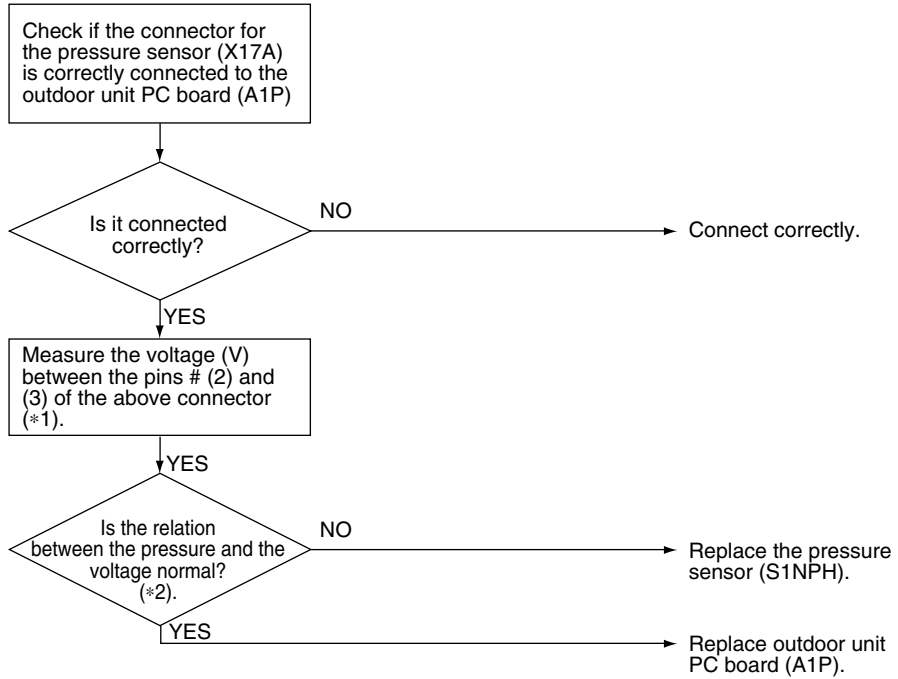 Check if the connector for
the pressure sensor (X17A)
is correctly connected to the
outdoor unit PC board (A1P)
Is it connected
correctly?
NO
Connect correctly.
YES
Measure the voltage (V)
between the pins # (2) and
(3) of the above connector
(*1).
YES
Is the relation
between the pressure and the
voltage normal?
(*2).
NO
Replace the pressure
sensor (S1NPH).
YES
Replace outdoor unit
PC board (A1P).